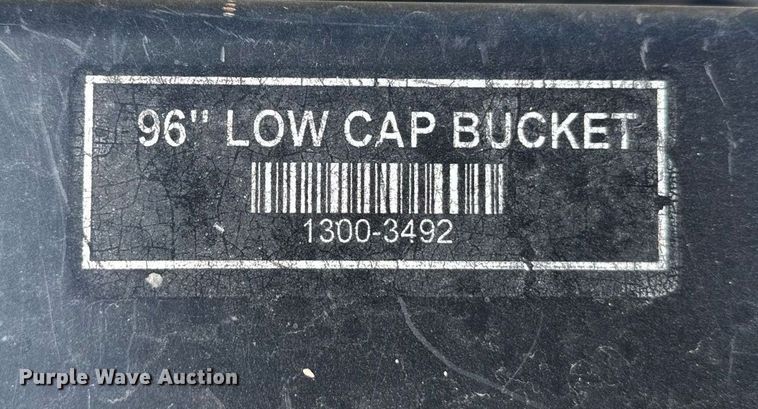 96" LOW CAP BUCKET
1300-3492
Purple Wave Auction